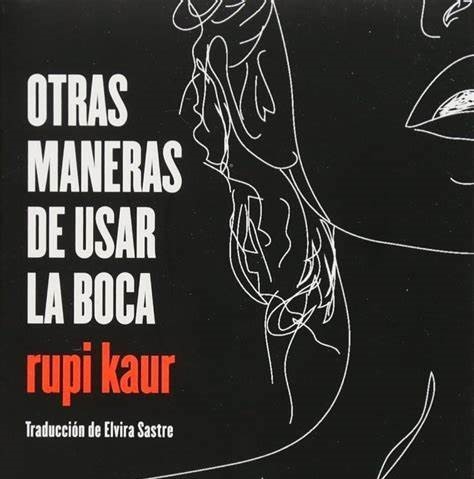 OTRAS
MANERAS
DE USAR
LA BOCA
rupi kaur
Traducción de Elvira Sastre